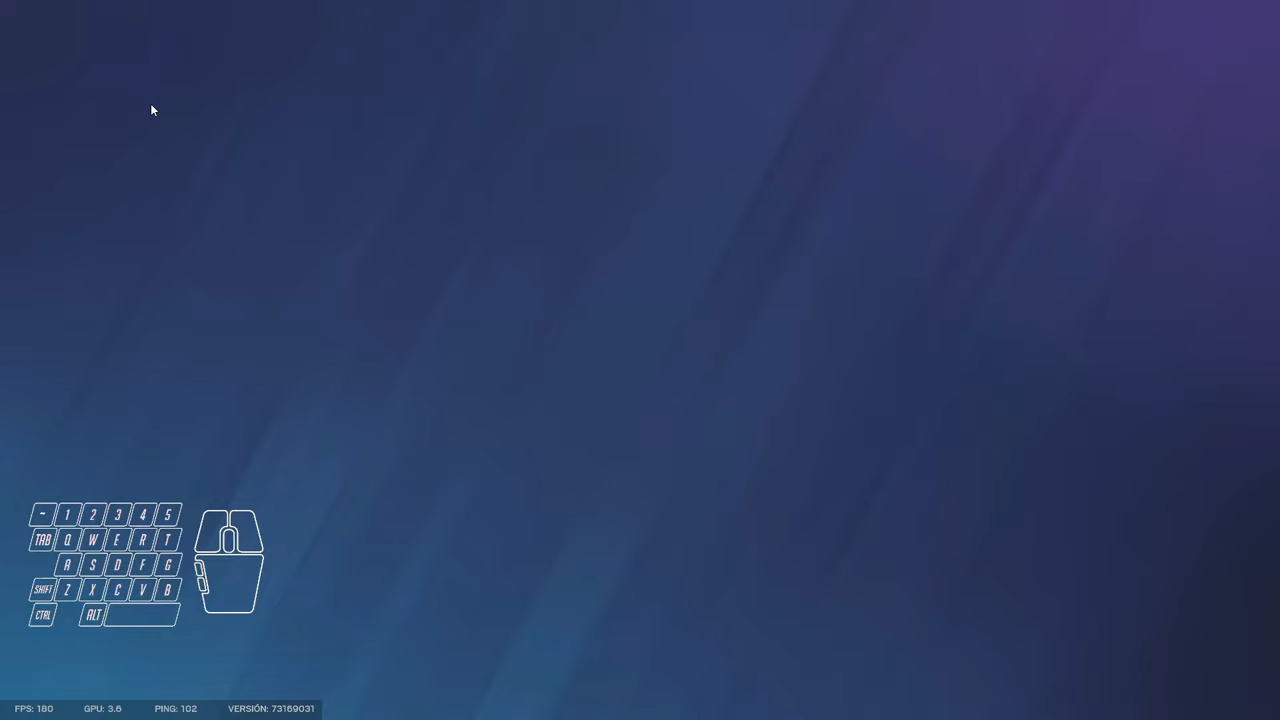 ~ 1 2 3 4 5
TAB Q W E R T
A S D F G
SHIFT Z X C V B
CTRL ALT
FPS: 180 GPU: 3.6 PING: 102 VERSIÓN: 73169031